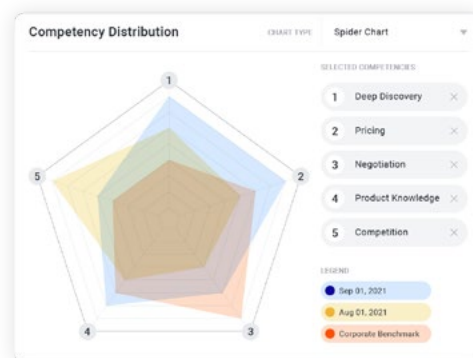 Competency Distribution
CHART TYPE
Spider Chart
SELECTED COMPETENCIES
1 Deep Discovery
2 Pricing
3 Negotiation
4 Product Knowledge
5 Competition
LEGEND
Sep 01, 2021
Aug 01, 2021
Corporate Benchmark
1
2
3
4
5